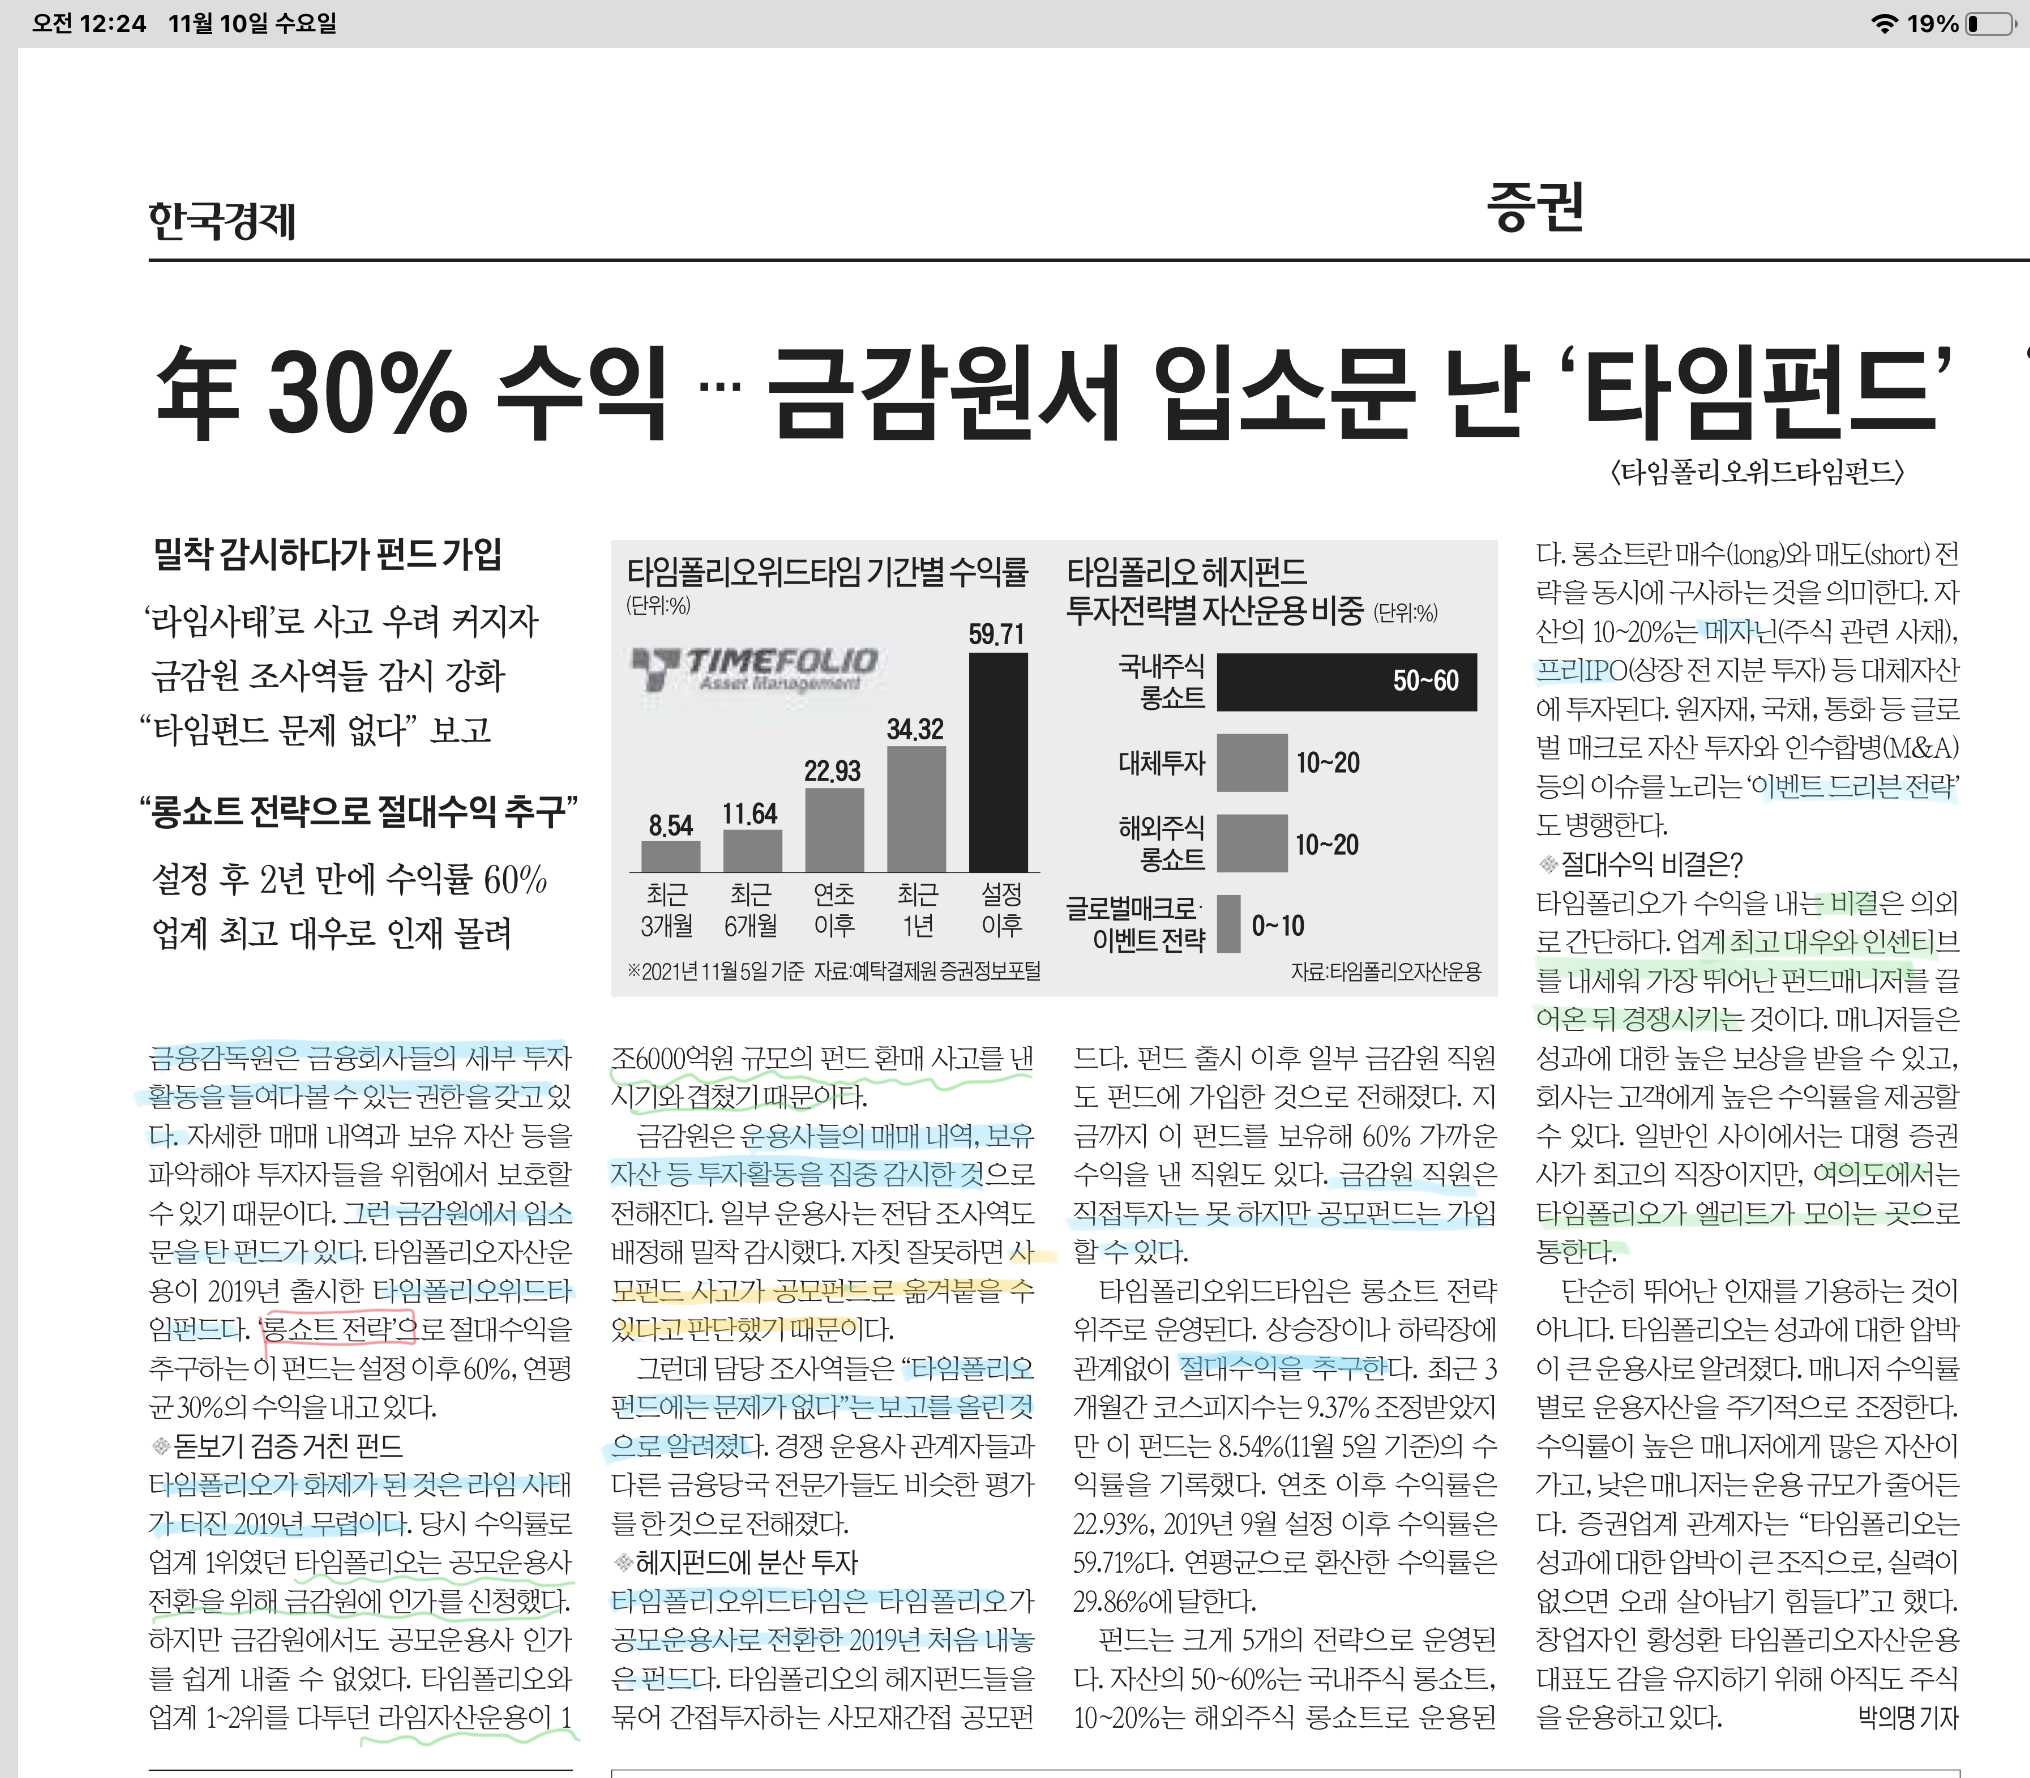 오전 12:24 11월 10일 수요일
19%
한국경제
증권
年 30% 수익 … 금감원서 입소문 난 ‘타임펀드’
〈타임폴리오위드타임펀드〉
밀착 감시하다가 펀드 가입
‘라임사태’로 사고 우려 커지자
금감원 조사역들 감시 강화
“타임펀드 문제 없다” 보고
“롱쇼트 전략으로 절대수익 추구”
설정 후 2년 만에 수익률 60%
업계 최고 대우로 인재 몰려
타임폴리오위드타임 기간별 수익률
(단위:%)
TIMEFOLIO
Asset Management
8.54
11.64
22.93
34.32
59.71
최근
3개월
최근
6개월
연초
이후
최근
1년
설정
이후
※2021년 11월 5일 기준 자료:예탁결제원 증권정보포털
타임폴리오 헤지펀드
투자전략별 자산운용 비중 (단위:%)
국내주식
롱쇼트
50~60
대체투자
10~20
해외주식
롱쇼트
10~20
글로벌매크로·
이벤트 전략
0~10
자료:타임폴리오자산운용
금융감독원은 금융회사들의 세부 투자
활동을 들여다볼 수 있는 권한을 갖고 있
다. 자세한 매매 내역과 보유 자산 등을
파악해야 투자자들을 위험에서 보호할
수 있기 때문이다. 그런 금감원에서 입소
문을 탄 펀드가 있다. 타임폴리오자산운
용이 2019년 출시한 타임폴리오위드타
임펀드다. ‘롱쇼트 전략’으로 절대수익을
추구하는 이 펀드는 설정 이후 60%, 연평
균 30%의 수익을 내고 있다.
◈돋보기 검증 거친 펀드
타임폴리오가 화제가 된 것은 라임 사태
가 터진 2019년 무렵이다. 당시 수익률로
업계 1위였던 타임폴리오는 공모운용사
전환을 위해 금감원에 인가를 신청했다.
하지만 금감원에서도 공모운용사 인가
를 쉽게 내줄 수 없었다. 타임폴리오와
업계 1~2위를 다투던 라임자산운용이 1
조6000억원 규모의 펀드 환매 사고를 낸
시기와 겹쳤기 때문이다.
금감원은 운용사들의 매매 내역, 보유
자산 등 투자활동을 집중 감시한 것으로
전해진다. 일부 운용사는 전담 조사역도
배정해 밀착 감시했다. 자칫 잘못하면 사
모펀드 사고가 공모펀드로 옮겨붙을 수
있다고 판단했기 때문이다.
그런데 담당 조사역들은 “타임폴리오
펀드에는 문제가 없다”는 보고를 올린 것
으로 알려졌다. 경쟁 운용사 관계자들과
다른 금융당국 전문가들도 비슷한 평가
를 한 것으로 전해졌다.
◈헤지펀드에 분산 투자
타임폴리오위드타임은 타임폴리오가
공모운용사로 전환한 2019년 처음 내놓
은 펀드다. 타임폴리오의 헤지펀드들을
묶어 간접투자하는 사모재간접 공모펀
드다. 펀드 출시 이후 일부 금감원 직원
도 펀드에 가입한 것으로 전해졌다. 지
금까지 이 펀드를 보유해 60% 가까운
수익을 낸 직원도 있다. 금감원 직원은
직접투자는 못 하지만 공모펀드는 가입
할 수 있다.
타임폴리오위드타임은 롱쇼트 전략
위주로 운영된다. 상승장이나 하락장에
관계없이 절대수익을 추구한다. 최근 3
개월간 코스피지수는 9.37% 조정받았지
만 이 펀드는 8.54%(11월 5일 기준)의 수
익률을 기록했다. 연초 이후 수익률은
22.93%, 2019년 9월 설정 이후 수익률은
59.71%다. 연평균으로 환산한 수익률은
29.86%에 달한다.
펀드는 크게 5개의 전략으로 운영된
다. 자산의 50~60%는 국내주식 롱쇼트,
10~20%는 해외주식 롱쇼트로 운용된
다. 롱쇼트란 매수(long)와 매도(short) 전
략을 동시에 구사하는 것을 의미한다. 자
산의 10~20%는 메자닌(주식 관련 사채),
프리IPO(상장 전 지분 투자) 등 대체자산
에 투자된다. 원자재, 국채, 통화 등 글로
벌 매크로 자산 투자와 인수합병(M&A)
등의 이슈를 노리는 ‘이벤트 드리븐 전략’
도 병행한다.
◈절대수익 비결은?
타임폴리오가 수익을 내는 비결은 의외
로 간단하다. 업계 최고 대우와 인센티브
를 내세워 가장 뛰어난 펀드매니저를 끌
어온 뒤 경쟁시키는 것이다. 매니저들은
성과에 대한 높은 보상을 받을 수 있고,
회사는 고객에게 높은 수익률을 제공할
수 있다. 일반인 사이에서는 대형 증권
사가 최고의 직장이지만, 여의도에서는
타임폴리오가 엘리트가 모이는 곳으로
통한다.
단순히 뛰어난 인재를 기용하는 것이
아니다. 타임폴리오는 성과에 대한 압박
이 큰 운용사로 알려졌다. 매니저 수익률
별로 운용자산을 주기적으로 조정한다.
수익률이 높은 매니저에게 많은 자산이
가고, 낮은 매니저는 운용 규모가 줄어든
다. 증권업계 관계자는 “타임폴리오는
성과에 대한 압박이 큰 조직으로, 실력이
없으면 오래 살아남기 힘들다”고 했다.
창업자인 황성환 타임폴리오자산운용
대표도 감을 유지하기 위해 아직도 주식
을 운용하고 있다. 박의명 기자